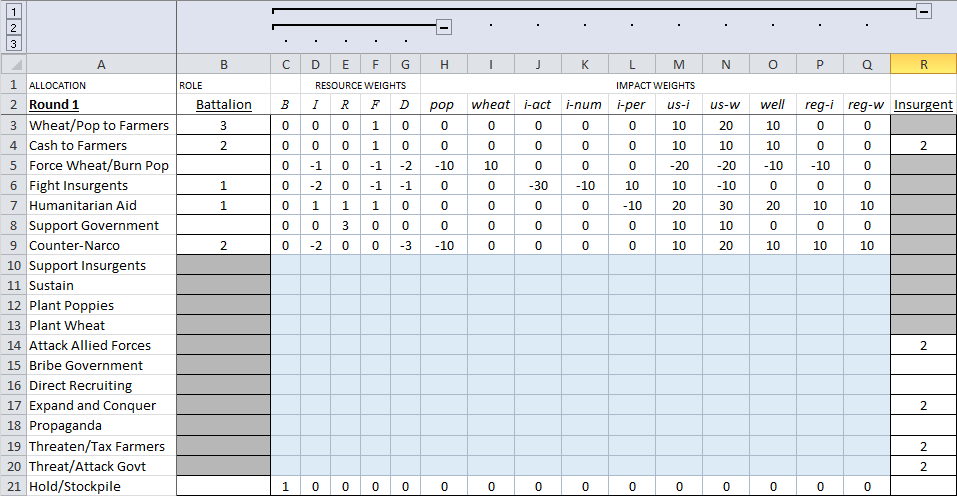 1
2
3
A B C D E F G H I J K L M N O P Q R
1 ALLOCATION ROLE RESOURCE WEIGHTS IMPACT WEIGHTS
2 Round 1 Battalion B I R F D pop wheat i-act i-num i-per us-i us-w well reg-i reg-w Insurgent
3 Wheat/Pop to Farmers 3 0 0 0 1 0 0 0 0 0 0 10 20 10 0 0
4 Cash to Farmers 2 0 0 0 1 0 0 0 0 0 0 10 10 10 0 0 2
5 Force Wheat/Burn Pop 0 -1 0 -1 -2 -10 10 0 0 0 -20 -20 -10 -10 0
6 Fight Insurgents 1 0 -2 0 -1 -1 0 0 -30 -10 10 10 -10 0 0 0
7 Humanitarian Aid 1 0 1 1 1 0 0 0 0 0 -10 20 30 20 10 10
8 Support Government 0 0 3 0 0 0 0 0 0 0 10 10 0 0 0
9 Counter-Narco 2 0 -2 0 0 -3 -10 0 0 0 0 10 20 10 10 10
10 Support Insurgents
11 Sustain
12 Plant Poppies
13 Plant Wheat
14 Attack Allied Forces 2
15 Bribe Government
16 Direct Recruiting
17 Expand and Conquer 2
18 Propaganda
19 Threaten/Tax Farmers 2
20 Threat/Attack Govt 2
21 Hold/Stockpile 1 0 0 0 0 0 0 0 0 0 0 0 0 0 0